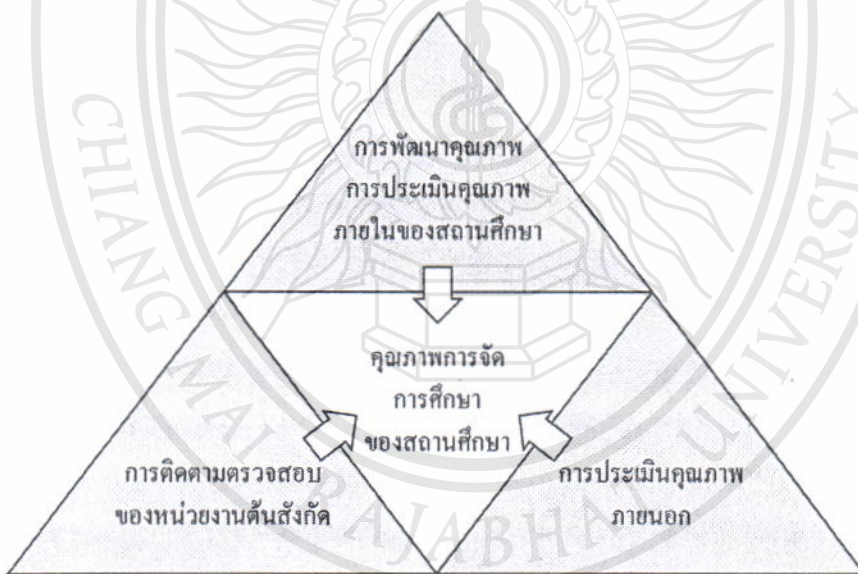 การพัฒนาคุณภาพ
การประเมินคุณภาพ
ภายในของสถานศึกษา
คุณภาพการจัด
การศึกษา
ของสถานศึกษา
การติดตามตรวจสอบ
ของหน่วยงานต้นสังกัด
การประเมินคุณภาพ
ภายนอก
CHIANG MAI RAJABHAT UNIVERSITY